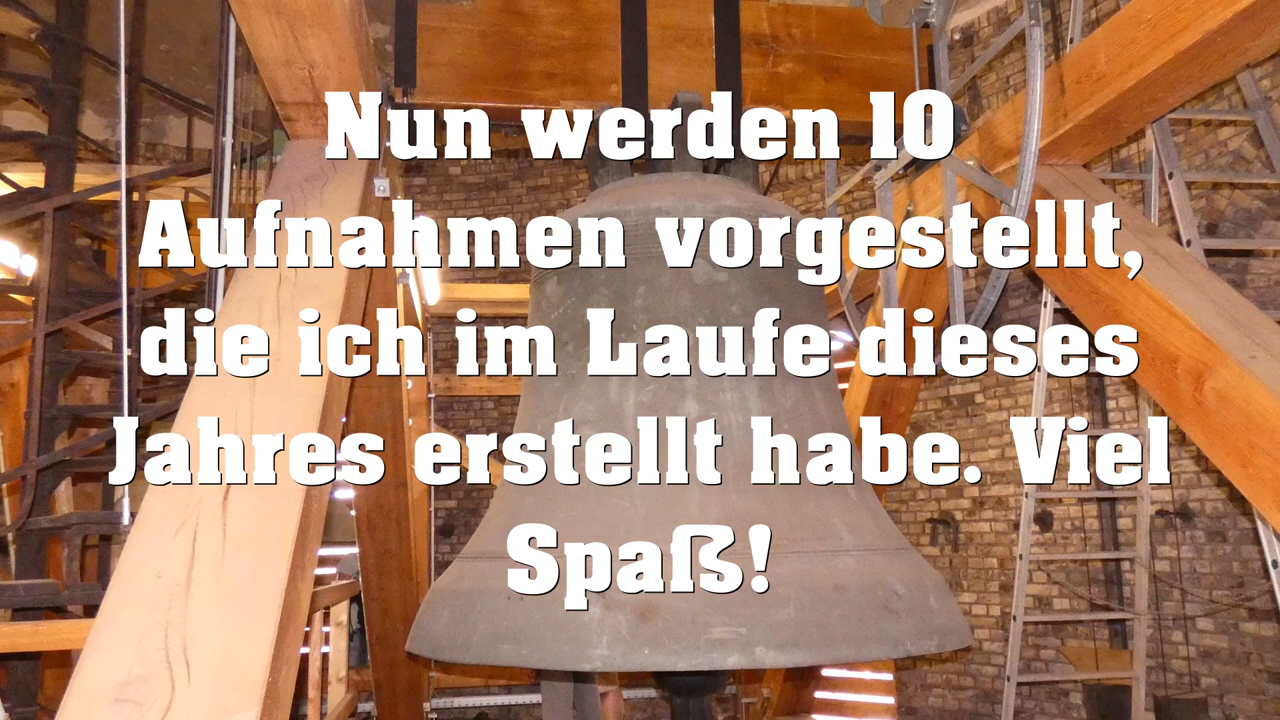 Nun werden 10
Aufnahmen vorgestellt,
die ich im Laufe dieses
Jahres erstellt habe. Viel
Spaß!